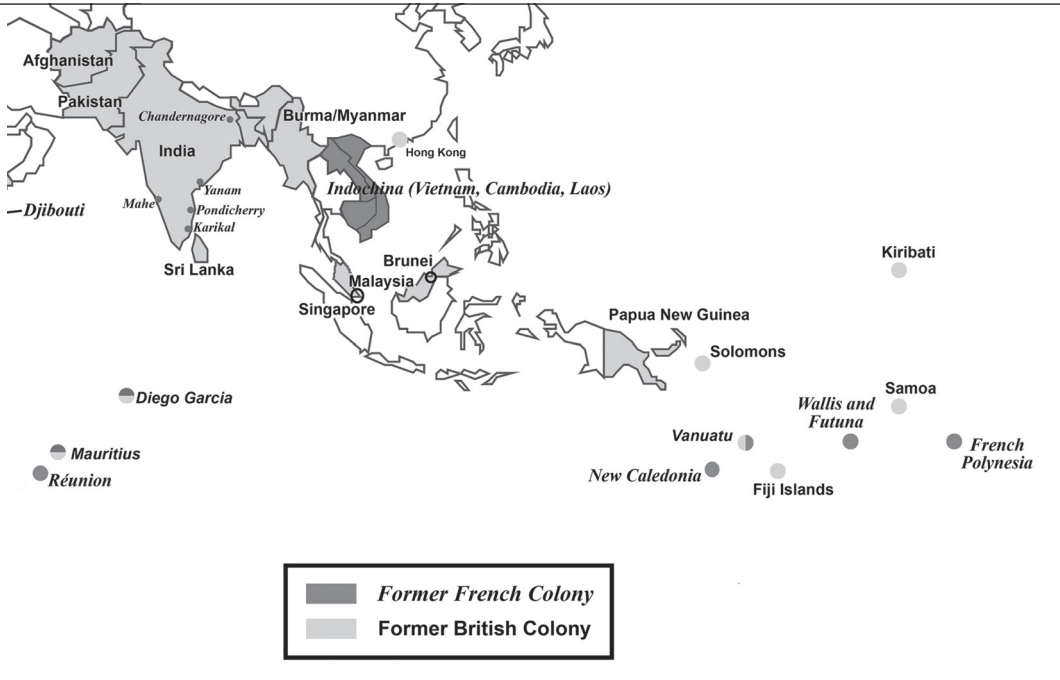 Afghanistan
Pakistan
Chandernagore
Burma/Myanmar
India
Hong Kong
Indochina (Vietnam, Cambodia, Laos)
Yanam
Mahe
Djibouti
Pondicherry
Karikal
Sri Lanka
Brunei
Malaysia
Singapore
Kiribati
Papua New Guinea
Solomons
Diego Garcia
Samoa
Wallis and
Futuna
Vanuatu
Mauritius
Réunion
New Caledonia
Fiji Islands
French
Polynesia
Former French Colony
Former British Colony